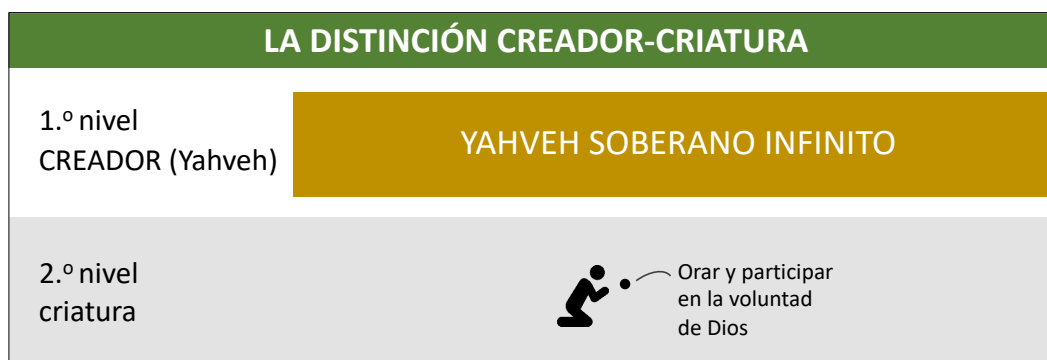 LA DISTINCIÓN CREADOR-CRIATURA
1.º nivel
CREADOR (Yahveh)
YAHVEH SOBERANO INFINITO
2.º nivel
criatura
Orar y participar
en la voluntad
de Dios